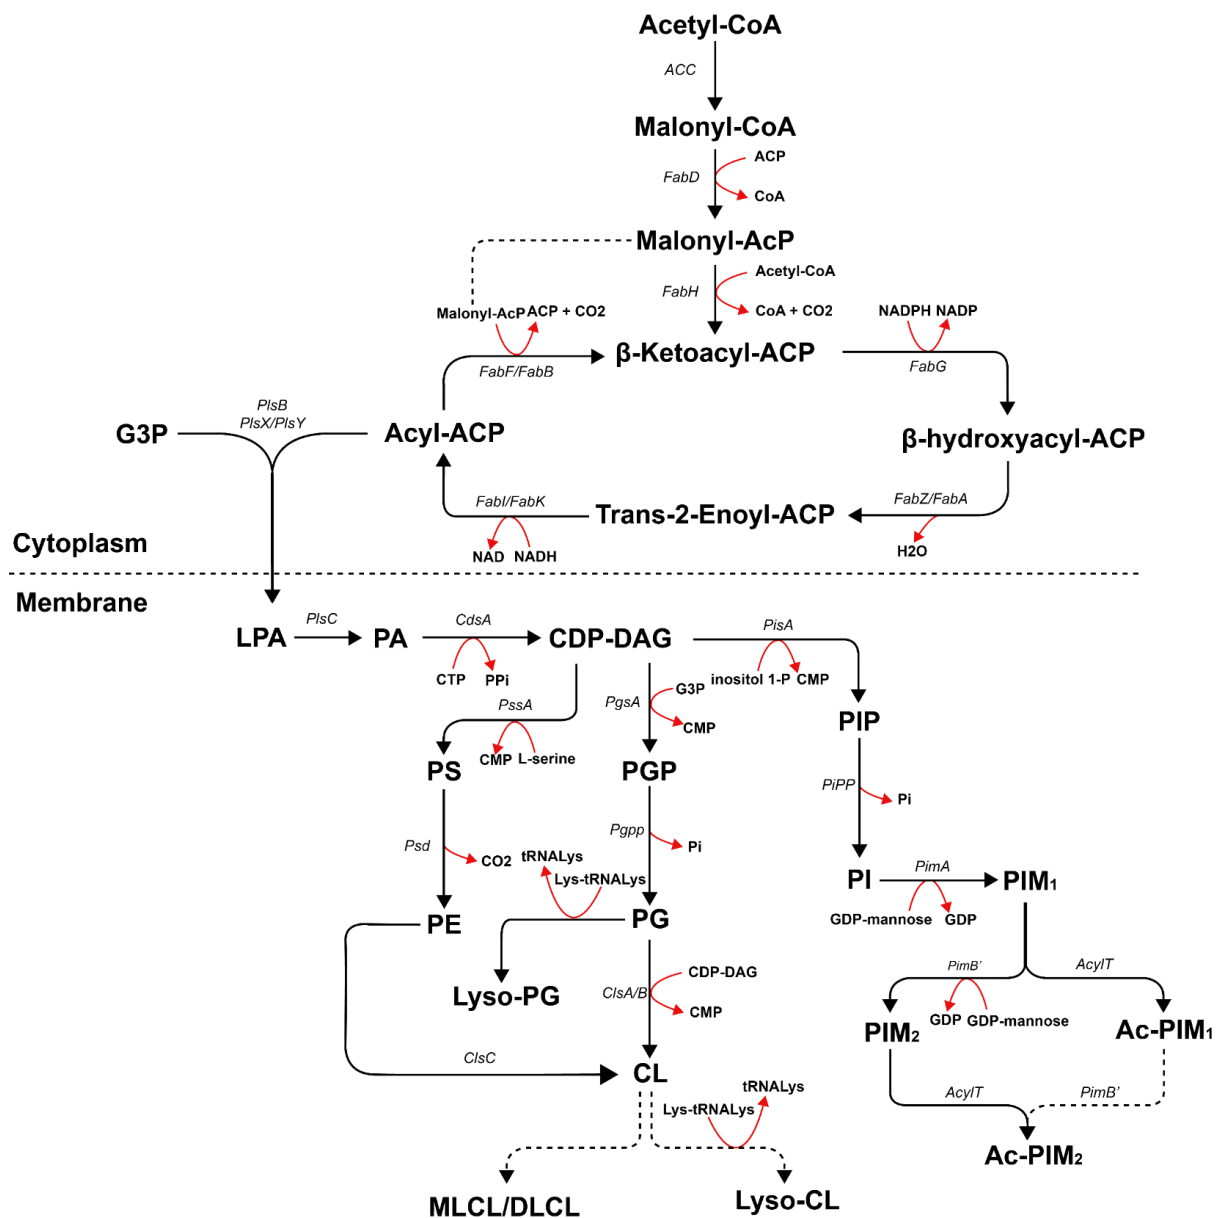 Acetyl-CoA
ACC
Malonyl-CoA
ACP
FabD
CoA
Malonyl-AcP
Acetyl-CoA
FabH
CoA + CO2
Malonyl-AcP ACP + CO2
NADPH NADP
β-Ketoacyl-ACP
FabF/FabB
FabG
PlsB
PlsX/PlsY
G3P
Acyl-ACP
β-hydroxyacyl-ACP
FabI/FabK
FabZ/FabA
Trans-2-Enoyl-ACP
NAD NADH
H2O
Cytoplasm
Membrane
PlsC
CdsA
PisA
LPA
PA
CDP-DAG
CTP PPi
inositol 1-P CMP
G3P
PssA
PgsA
CMP
PIP
CMP L-serine
PS
PGP
PiPP
Pi
Psd
Pgpp
Pi
CO2
tRNALys
Lys-tRNALys
PimA
PI
PIM1
GDP-mannose GDP
PE
PG
PimB’
AcylT
CDP-DAG
Lyso-PG
ClsA/B
CMP
GDP GDP-mannose
PIM2
Ac-PIM1
ClsC
CL
tRNALys
Lys-tRNALys
AcylT
PimB’
Ac-PIM2
MLCL/DLCL
Lyso-CL